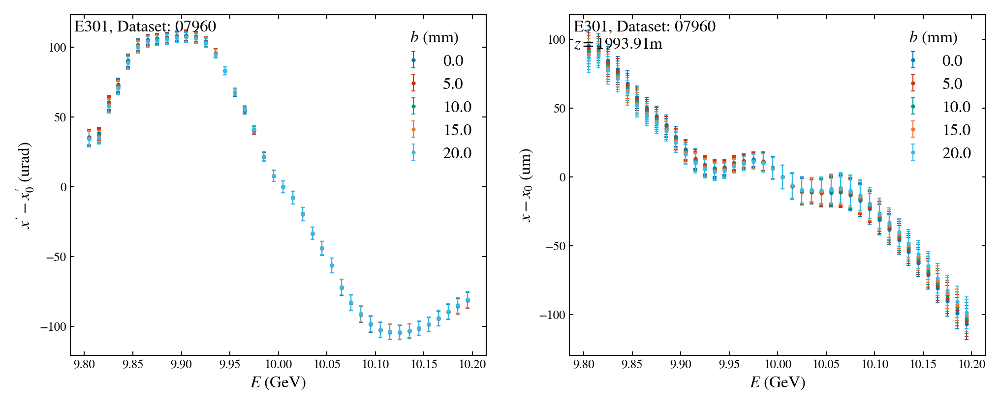 E301, Dataset: 07960
b (mm)
0.0
5.0
10.0
15.0
20.0
x′ − x′₀ (urad)
100
50
0
−50
−100
9.80 9.85 9.90 9.95 10.00 10.05 10.10 10.15 10.20
E (GeV)
E301, Dataset: 07960
z = 1993.91m
b (mm)
0.0
5.0
10.0
15.0
20.0
x − x₀ (um)
100
50
0
−50
−100
9.80 9.85 9.90 9.95 10.00 10.05 10.10 10.15 10.20
E (GeV)